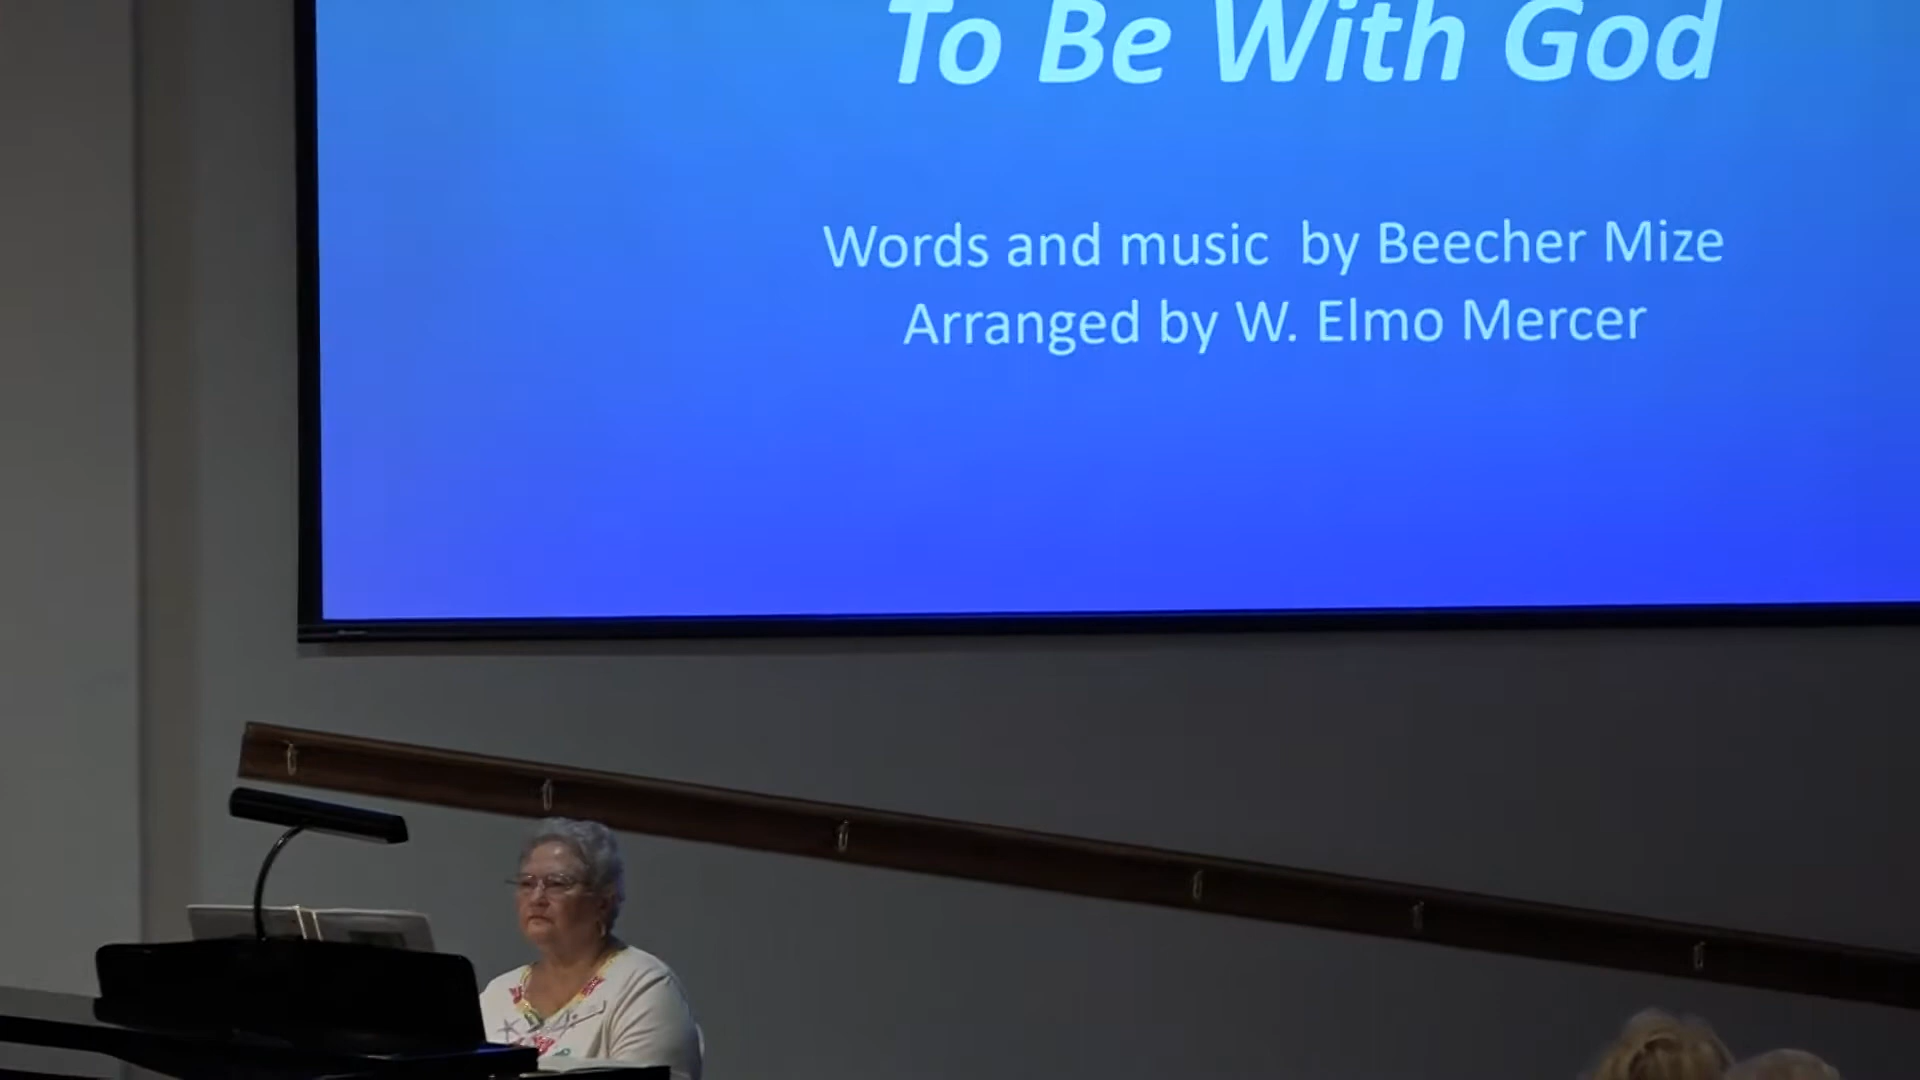 To Be With God
Words and music by Beecher Mize
Arranged by W. Elmo Mercer